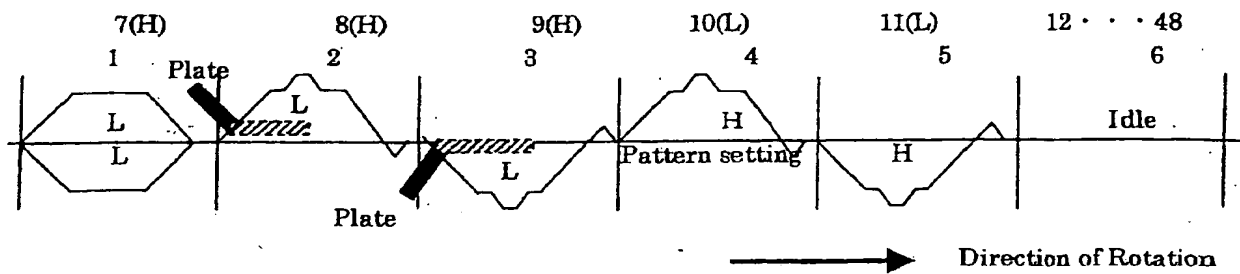 7(H) 8(H) 9(H) 10(L) 11(L) 12 · · · 48
1 2 3 4 5 6
Plate
L L H Idle
L L Pattern setting H
Plate
Direction of Rotation